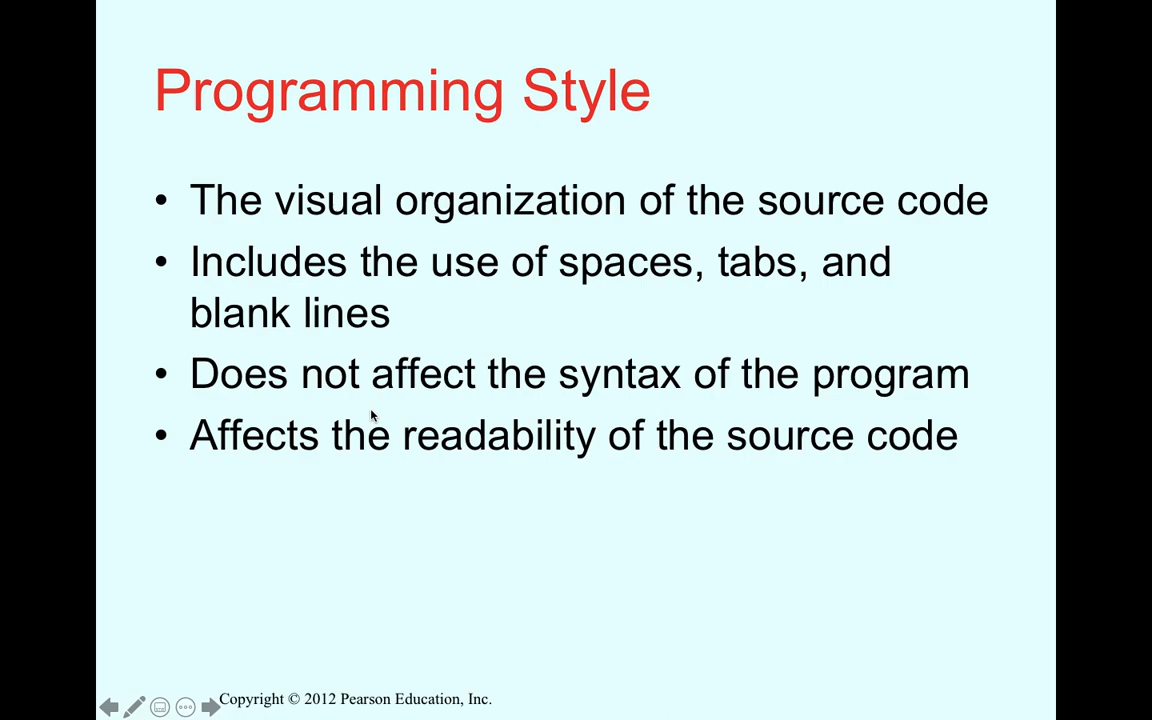 Programming Style
• The visual organization of the source code
• Includes the use of spaces, tabs, and
blank lines
• Does not affect the syntax of the program
• Affects the readability of the source code
Copyright © 2012 Pearson Education, Inc.